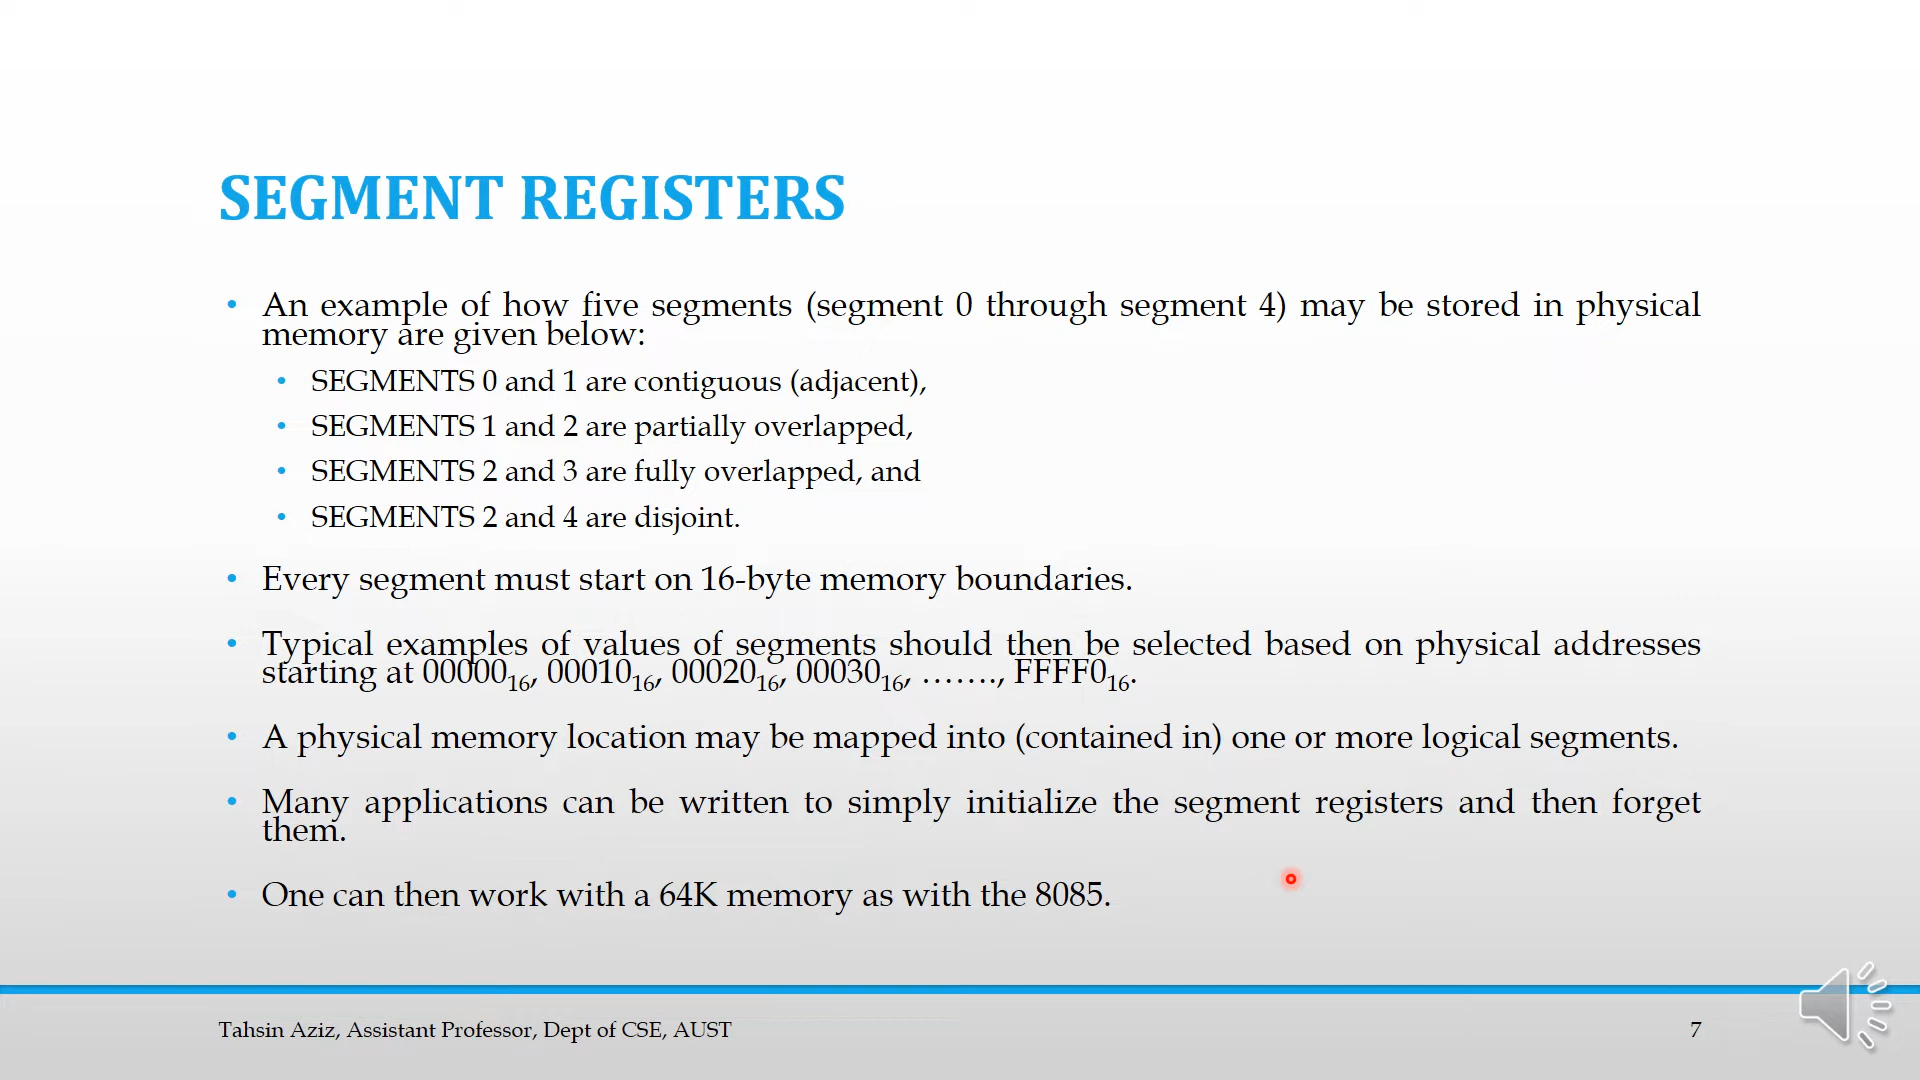 SEGMENT REGISTERS
• An example of how five segments (segment 0 through segment 4) may be stored in physical
memory are given below:
• SEGMENTS 0 and 1 are contiguous (adjacent),
• SEGMENTS 1 and 2 are partially overlapped,
• SEGMENTS 2 and 3 are fully overlapped, and
• SEGMENTS 2 and 4 are disjoint.
• Every segment must start on 16-byte memory boundaries.
• Typical examples of values of segments should then be selected based on physical addresses
starting at 00000₁₆, 00010₁₆, 00020₁₆, 00030₁₆, ……., FFFF0₁₆.
• A physical memory location may be mapped into (contained in) one or more logical segments.
• Many applications can be written to simply initialize the segment registers and then forget
them.
• One can then work with a 64K memory as with the 8085.
Tahsin Aziz, Assistant Professor, Dept of CSE, AUST
7